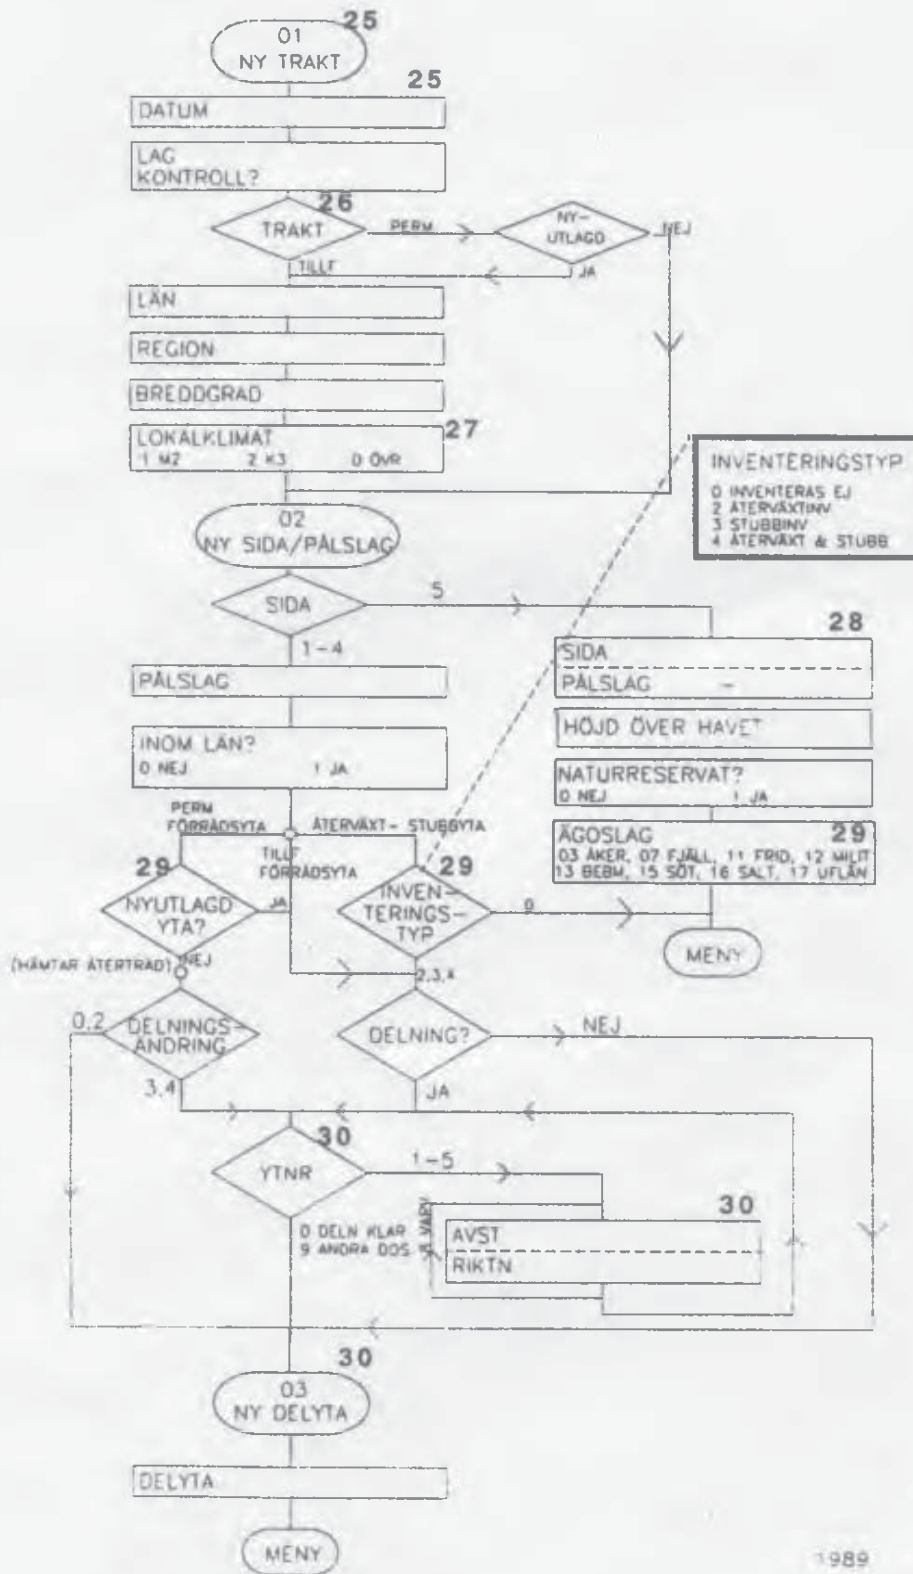 25
01
NY TRAKT
25
DATUM
LAG
KONTROLL?
26
TRAKT
PERM
NY-
UTLAGD
NEJ
TILLF
JA
LÄN
REGION
BREDDGRAD
27
LOKALKLIMAT
1 M2 2 K3 0 ÖVR
INVENTERINGSTYP
0 INVENTERAS EJ
2 ÅTERVÄXTINV
3 STUBBINV
4 ÅTERVÄXT & STUBB
02
NY SIDA/PÅLSLAG
SIDA
5
1-4
28
SIDA
PÅLSLAG -
PÅLSLAG
HÖJD ÖVER HAVET
INOM LÄN?
0 NEJ 1 JA
NATURRESERVAT?
0 NEJ 1 JA
PERM
FÖRRÅDSYTA
ÅTERVÄXT- STUBBYTA
TILLF
FÖRRÅDSYTA
ÄGOSLAG 29
03 ÅKER, 07 FJÄLL, 11 FRID, 12 MILIT
13 BEBM, 15 SÖT, 16 SALT, 17 UFLÄN
29
NYUTLAGD
YTA?
JA
29
INVEN-
TERINGS-
TYP
0
MENY
(HÄMTAR ÅTERTRÄD)
NEJ
2,3,4
0,2
DELNINGS-
ÄNDRING
DELNING?
NEJ
3,4
JA
30
YTNR
1-5
0 DELN KLAR
9 ÄNDRA DOS
VARV
30
AVST
RIKTN
30
03
NY DELYTA
DELYTA
MENY
1989